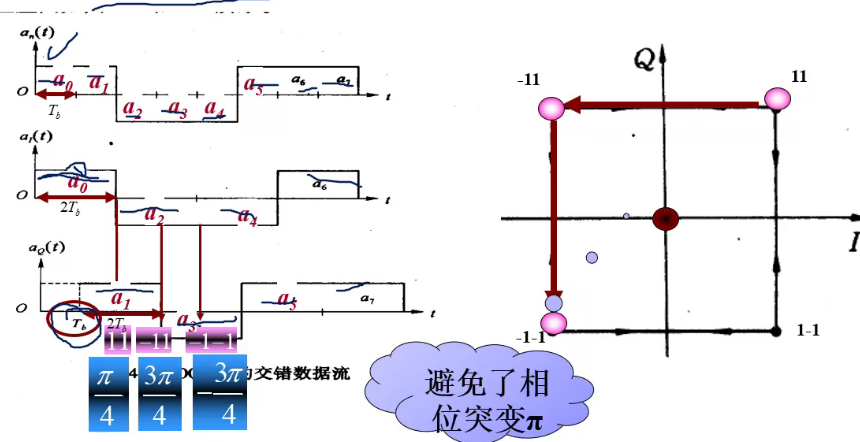 aₙ(t)
a₀ a₁ a₂ a₃ a₄ a₅ a₆ a₇
O t
T_b
a_I(t)
a₀ a₂ a₄ a₆
O t
2T_b
a_Q(t)
a₁ a₃ a₅ a₇
O t
T_b 2T_b
11 -11 -1-1
π/4 3π/4 -3π/4
的交错数据流
Q
-11 11
I
-1-1 1-1
避免了相
位突变π